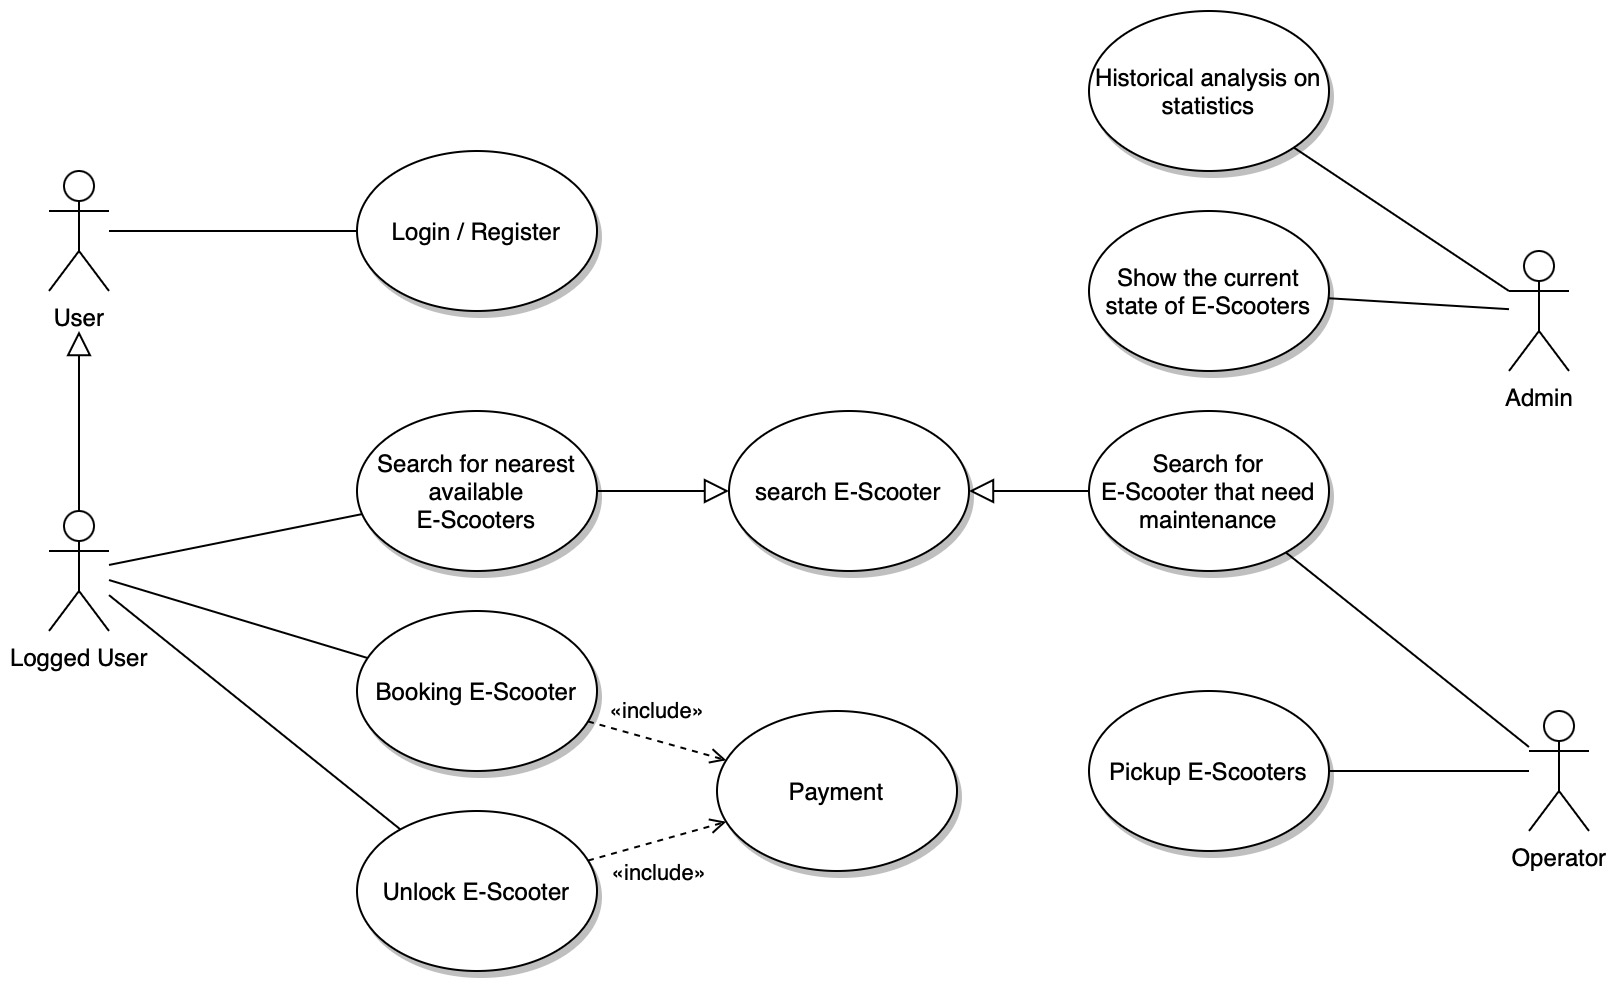 Historical analysis on
statistics
Login / Register
User
Show the current
state of E-Scooters
Admin
Search for nearest
available
E-Scooters
search E-Scooter
Search for
E-Scooter that need
maintenance
Logged User
Booking E-Scooter
«include»
Payment
Pickup E-Scooters
Operator
«include»
Unlock E-Scooter